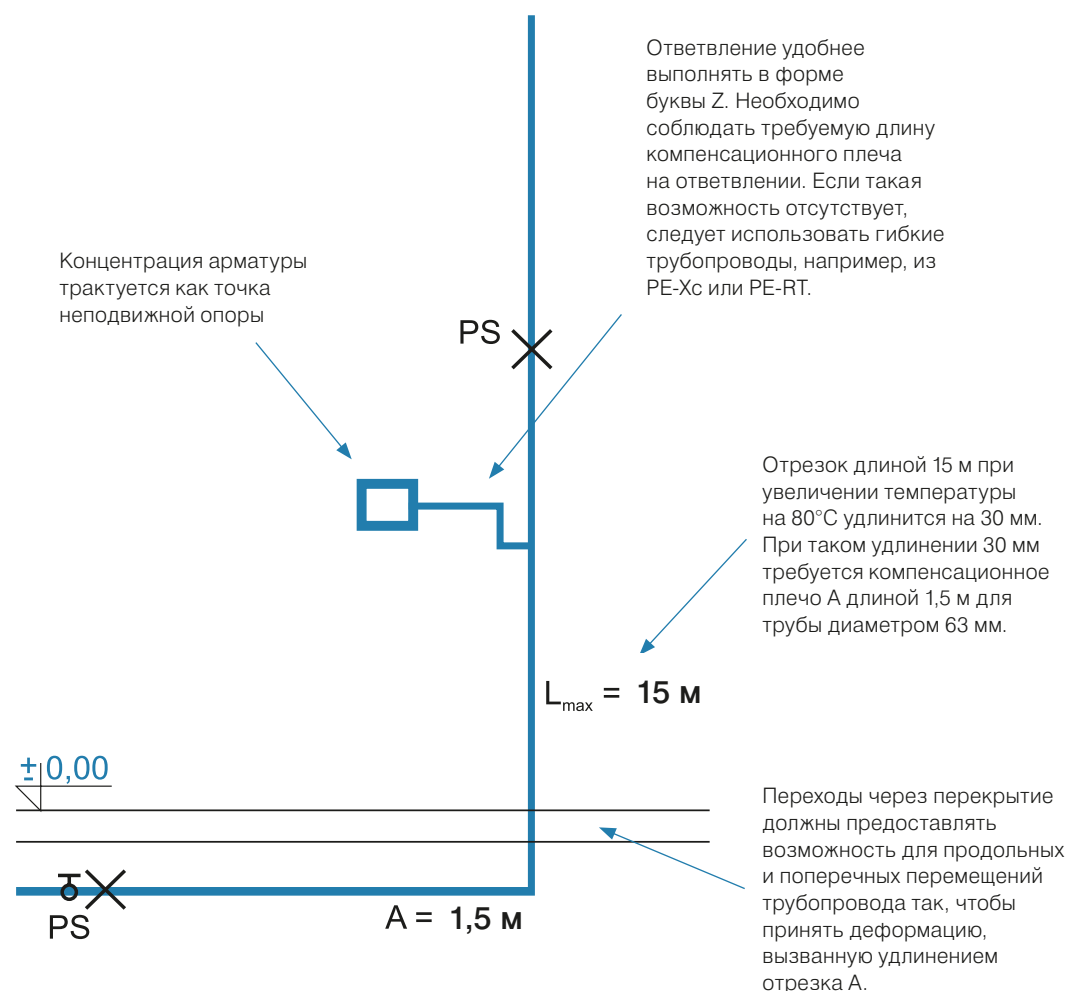 Ответвление удобнее
выполнять в форме
буквы Z. Необходимо
соблюдать требуемую длину
компенсационного плеча
на ответвлении. Если такая
возможность отсутствует,
следует использовать гибкие
трубопроводы, например, из
PE-Xc или PE-RT.
Концентрация арматуры
трактуется как точка
неподвижной опоры
PS
Отрезок длиной 15 м при
увеличении температуры
на 80°C удлинится на 30 мм.
При таком удлинении 30 мм
требуется компенсационное
плечо А длиной 1,5 м для
трубы диаметром 63 мм.
Lmax = 15 м
±0,00
Переходы через перекрытие
должны предоставлять
возможность для продольных
и поперечных перемещений
трубопровода так, чтобы
принять деформацию,
вызванную удлинением
отрезка А.
PS
A = 1,5 м